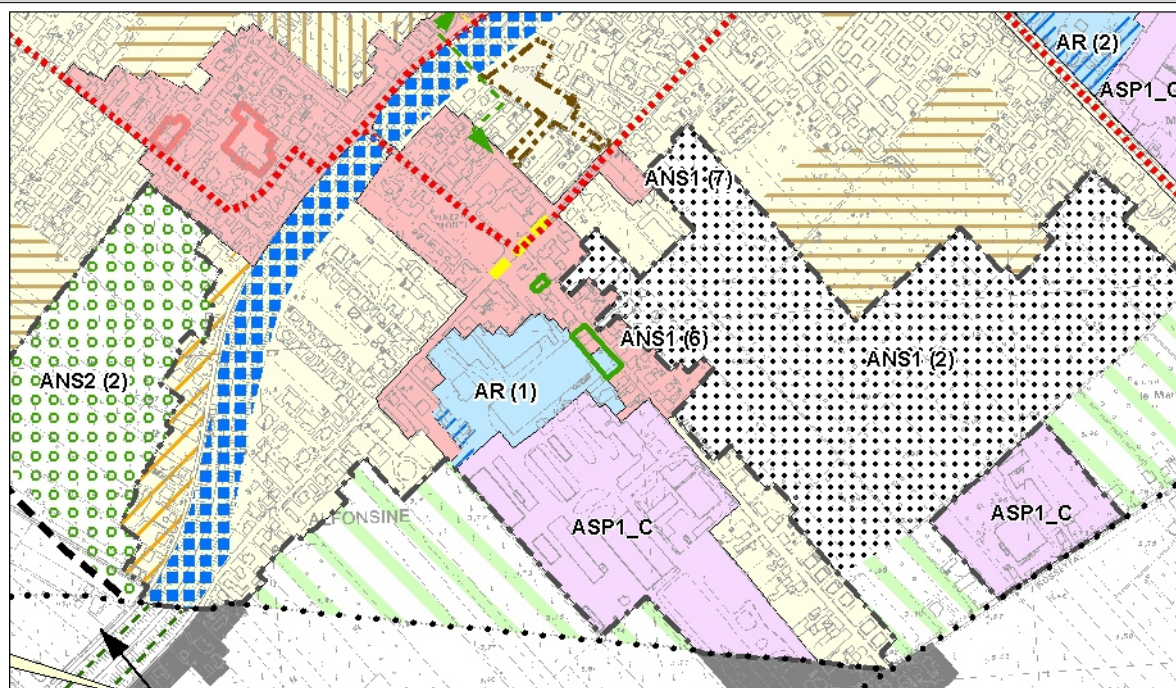 AR (2)
ASP1_C
ANS1 (7)
ANS1 (6)
ANS1 (2)
ANS2 (2)
AR (1)
ASP1_C
ASP1_C
ALFONSINE